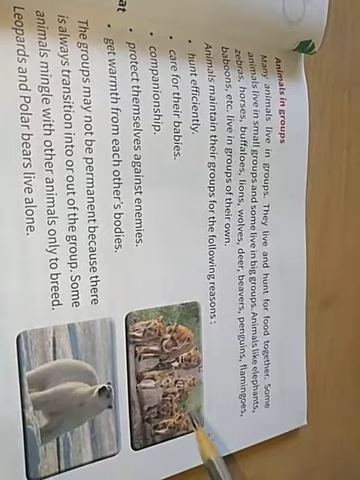 Animals in groups
Many animals live in groups. They live and hunt for food together. Some
animals live in small groups and some live in big groups. Animals like elephants,
zebras, horses, buffaloes, lions, wolves, deer, beavers, penguins, flamingoes,
baboons, etc. live in groups of their own.
Animals maintain their groups for the following reasons :
• hunt efficiently.
• care for their babies.
• companionship.
• protect themselves against enemies.
• get warmth from each other's bodies.
The groups may not be permanent because there
is always transition into or out of the group. Some
animals mingle with other animals only to breed.
Leopards and Polar bears live alone.
at